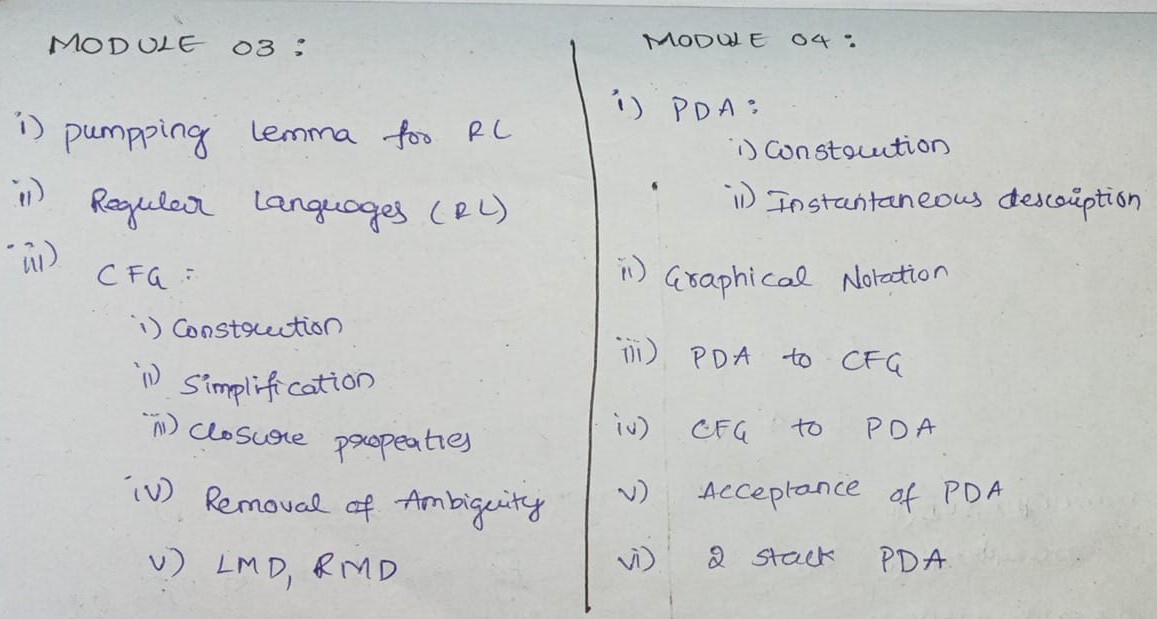 MODULE 03 :
i) pumpping lemma for RL
ii) Regular languages (RL)
iii) CFG :
i) Construction
ii) Simplification
iii) Closure propeaties
iv) Removal of Ambiguity
v) LMD, RMD
MODULE 04 :
i) PDA :
i) Construction
ii) Instantaneous description
ii) Graphical Notation
iii) PDA to CFG
iv) CFG to PDA
v) Acceptance of PDA
vi) 2 stack PDA